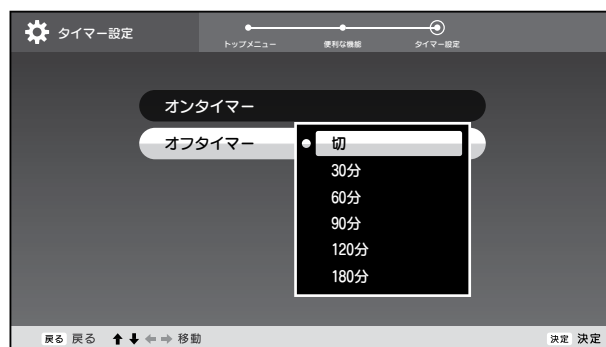 タイマー設定
トップメニュー 便利な機能 タイマー設定
オンタイマー
オフタイマー
切
30分
60分
90分
120分
180分
戻る 戻る ↑ ↓ ← → 移動 決定 決定